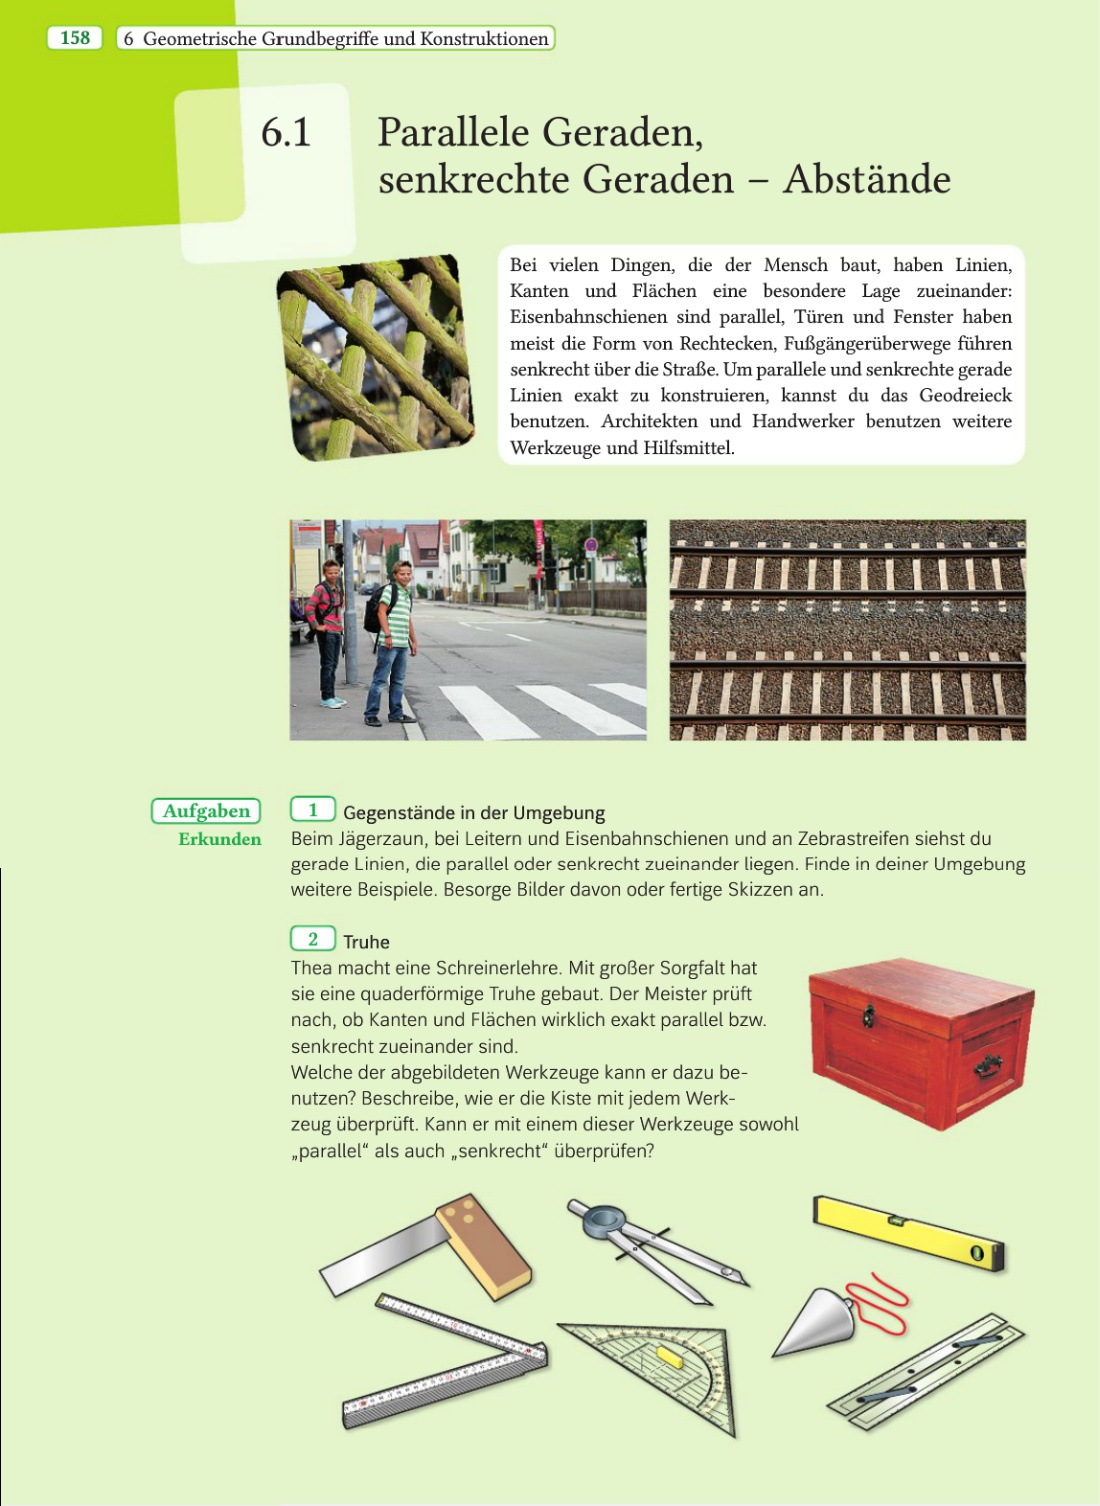 158
6 Geometrische Grundbegriffe und Konstruktionen
6.1
Parallele Geraden,
senkrechte Geraden – Abstände
Bei vielen Dingen, die der Mensch baut, haben Linien,
Kanten und Flächen eine besondere Lage zueinander:
Eisenbahnschienen sind parallel, Türen und Fenster haben
meist die Form von Rechtecken, Fußgängerüberwege führen
senkrecht über die Straße. Um parallele und senkrechte gerade
Linien exakt zu konstruieren, kannst du das Geodreieck
benutzen. Architekten und Handwerker benutzen weitere
Werkzeuge und Hilfsmittel.
Aufgaben
Erkunden
1 Gegenstände in der Umgebung
Beim Jägerzaun, bei Leitern und Eisenbahnschienen und an Zebrastreifen siehst du
gerade Linien, die parallel oder senkrecht zueinander liegen. Finde in deiner Umgebung
weitere Beispiele. Besorge Bilder davon oder fertige Skizzen an.
2 Truhe
Thea macht eine Schreinerlehre. Mit großer Sorgfalt hat
sie eine quaderförmige Truhe gebaut. Der Meister prüft
nach, ob Kanten und Flächen wirklich exakt parallel bzw.
senkrecht zueinander sind.
Welche der abgebildeten Werkzeuge kann er dazu be-
nutzen? Beschreibe, wie er die Kiste mit jedem Werk-
zeug überprüft. Kann er mit einem dieser Werkzeuge sowohl
„parallel“ als auch „senkrecht“ überprüfen?